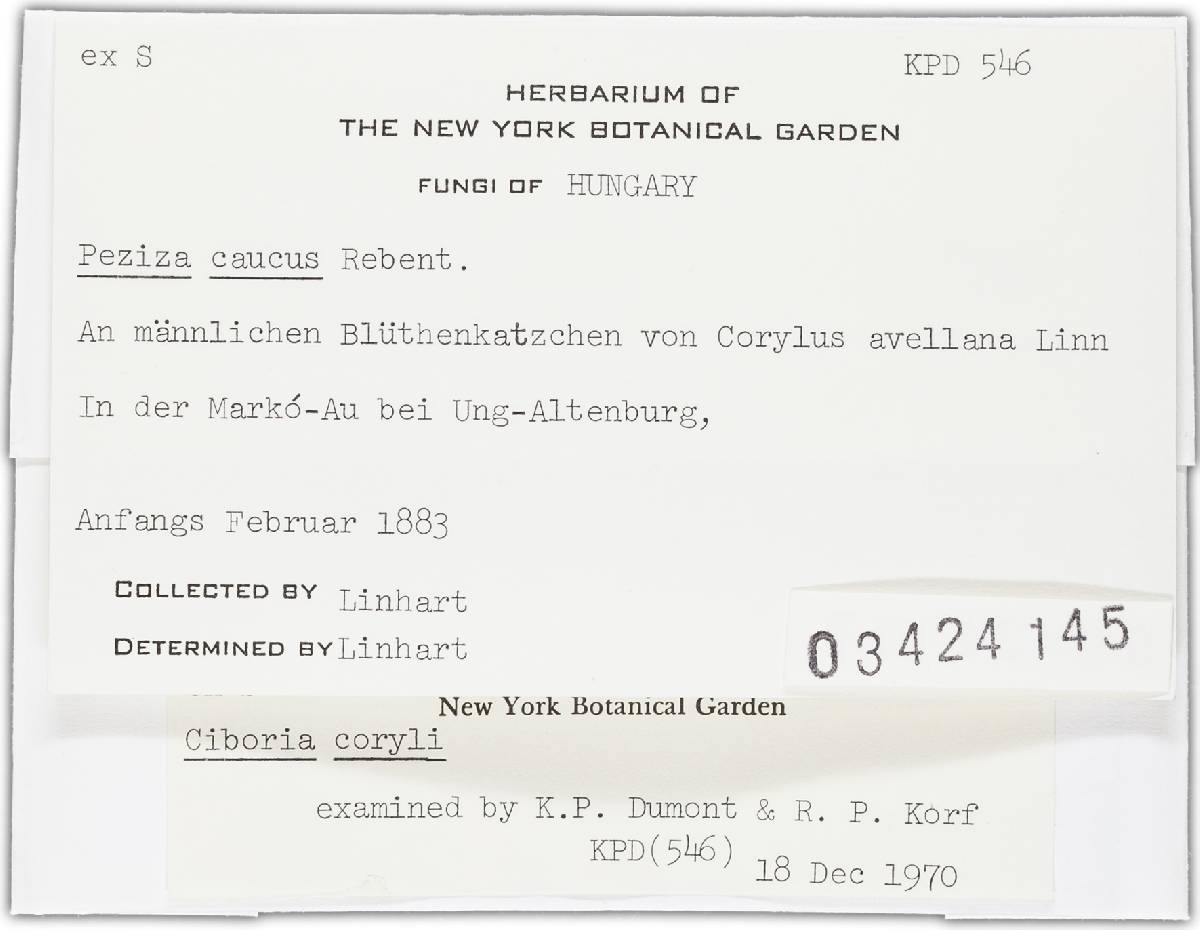 ex S
KPD 546
HERBARIUM OF
THE NEW YORK BOTANICAL GARDEN
FUNGI OF HUNGARY
Peziza caucus Rebent.
An männlichen Blüthenkatzchen von Corylus avellana Linn
In der Markó-Au bei Ung-Altenburg,
Anfangs Februar 1883
COLLECTED BY Linhart
DETERMINED BY Linhart
03424145
New York Botanical Garden
Ciboria coryli
examined by K.P. Dumont & R. P. Korf
KPD(546)
18 Dec 1970